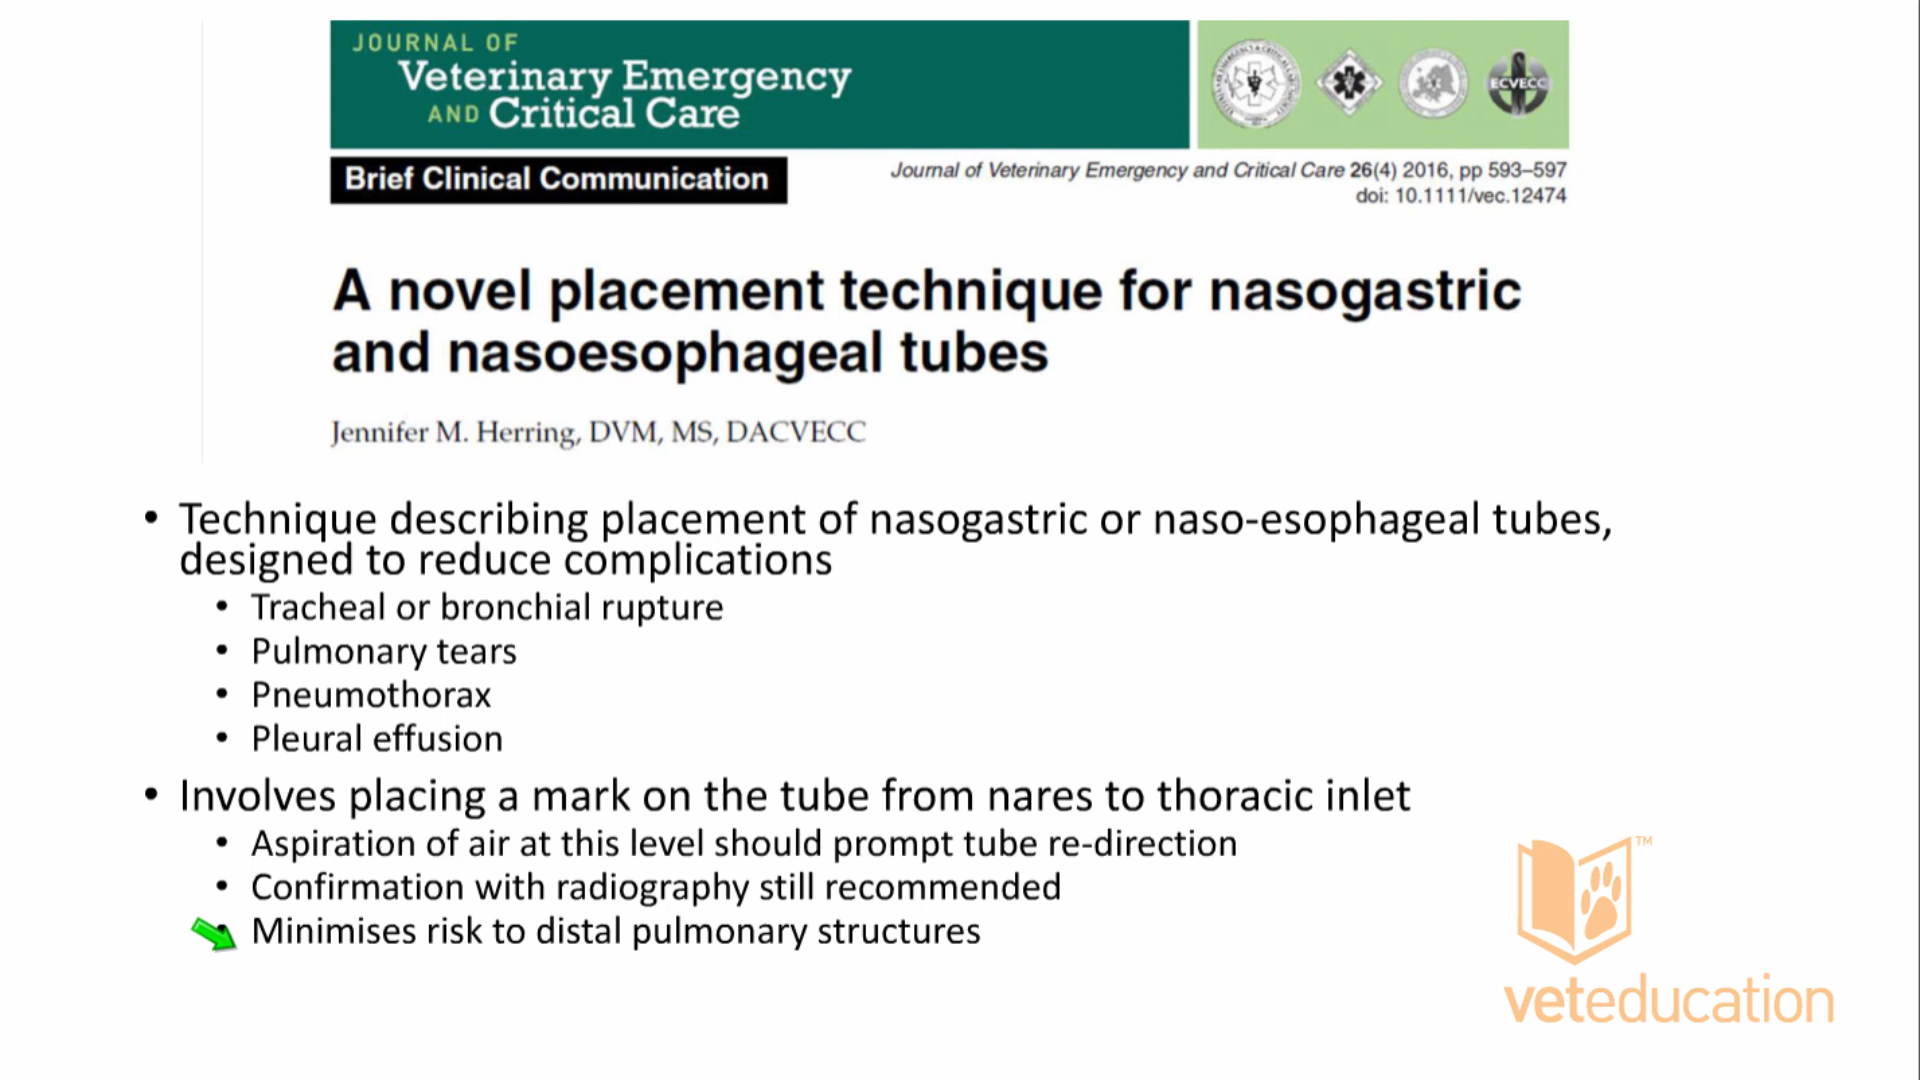 JOURNAL OF
Veterinary Emergency
AND Critical Care
ECVECC
Brief Clinical Communication
Journal of Veterinary Emergency and Critical Care 26(4) 2016, pp 593–597
doi: 10.1111/vec.12474
A novel placement technique for nasogastric
and nasoesophageal tubes
Jennifer M. Herring, DVM, MS, DACVECC
• Technique describing placement of nasogastric or naso-esophageal tubes,
designed to reduce complications
• Tracheal or bronchial rupture
• Pulmonary tears
• Pneumothorax
• Pleural effusion
• Involves placing a mark on the tube from nares to thoracic inlet
• Aspiration of air at this level should prompt tube re-direction
• Confirmation with radiography still recommended
• Minimises risk to distal pulmonary structures
TM
veteducation